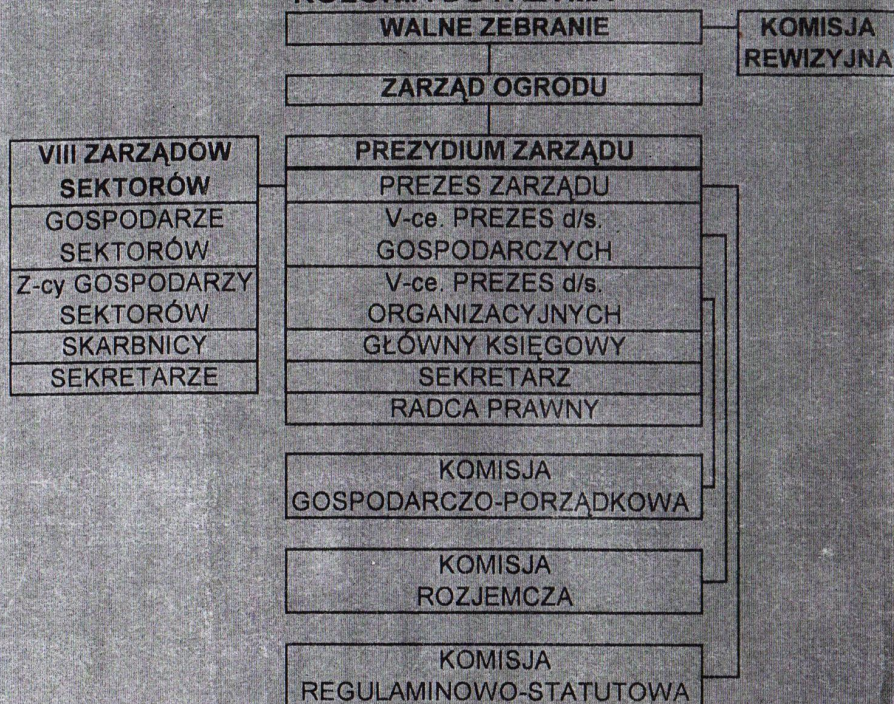 WALNE ZEBRANIE
KOMISJA
REWIZYJNA
ZARZĄD OGRODU
VIII ZARZĄDÓW
SEKTORÓW
GOSPODARZE
SEKTORÓW
Z-cy GOSPODARZY
SEKTORÓW
SKARBNICY
SEKRETARZE
PREZYDIUM ZARZĄDU
PREZES ZARZĄDU
V-ce. PREZES d/s.
GOSPODARCZYCH
V-ce. PREZES d/s.
ORGANIZACYJNYCH
GŁÓWNY KSIĘGOWY
SEKRETARZ
RADCA PRAWNY
KOMISJA
GOSPODARCZO-PORZĄDKOWA
KOMISJA
ROZJEMCZA
KOMISJA
REGULAMINOWO-STATUTOWA